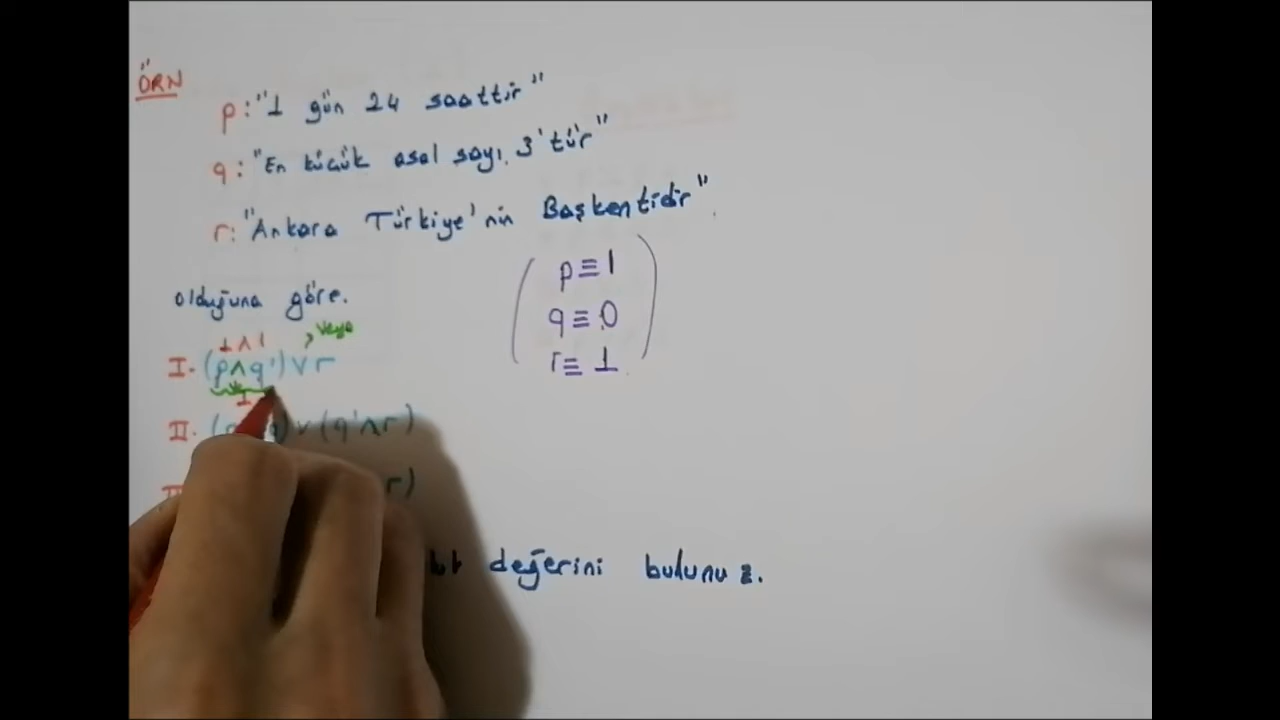 ÖRN
p: "1 gün 24 saattir"
q: "En küçük asal sayı 3'tür"
r: "Ankara Türkiye'nin Başkentidir"
p≡1
q≡0
r≡1
olduğuna göre.
veya
1 ∧ 1
I. (p∧q')∨r
1
II. ( )∨(q'∧r)
r)
değerini bulunuz.